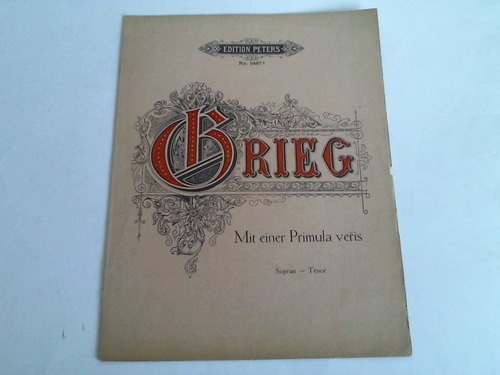 EDITION PETERS
GRIEG
Mit einer Primula veris
Sopran – Tenor